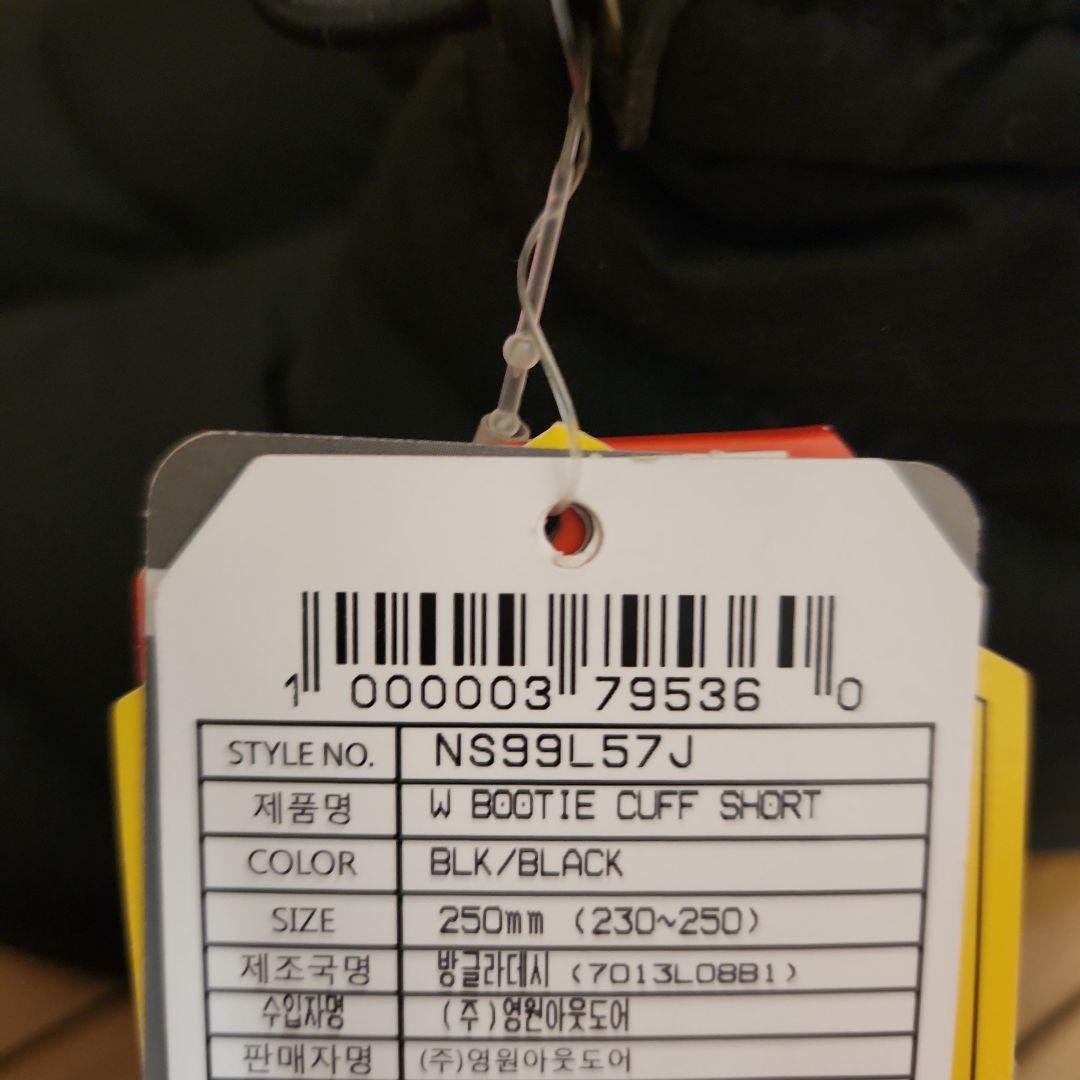 1 000003 79536 0
STYLE NO. NS99L57J
제품명 W BOOTIE CUFF SHORT
COLOR BLK/BLACK
SIZE 250mm (230~250)
제조국명 방글라데시 (7013L08B1)
수입자명 (주)영원아웃도어
판매자명 (주)영원아웃도어